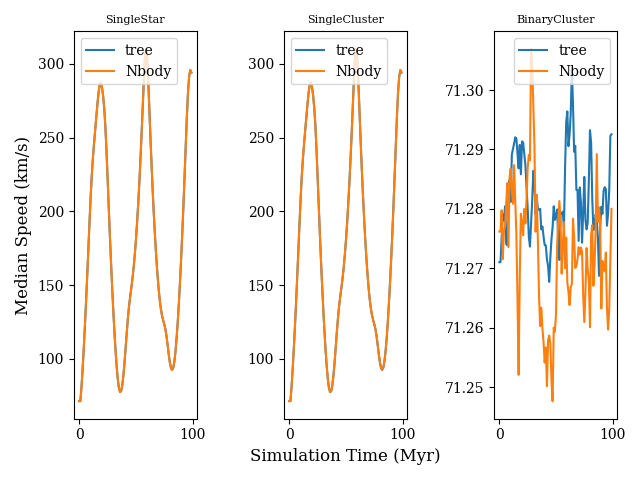 SingleStar
SingleCluster
BinaryCluster
tree
Nbody
tree
Nbody
tree
Nbody
Median Speed (km/s)
300
250
200
150
100
300
250
200
150
100
71.30
71.29
71.28
71.27
71.26
71.25
0
100
0
100
0
100
Simulation Time (Myr)